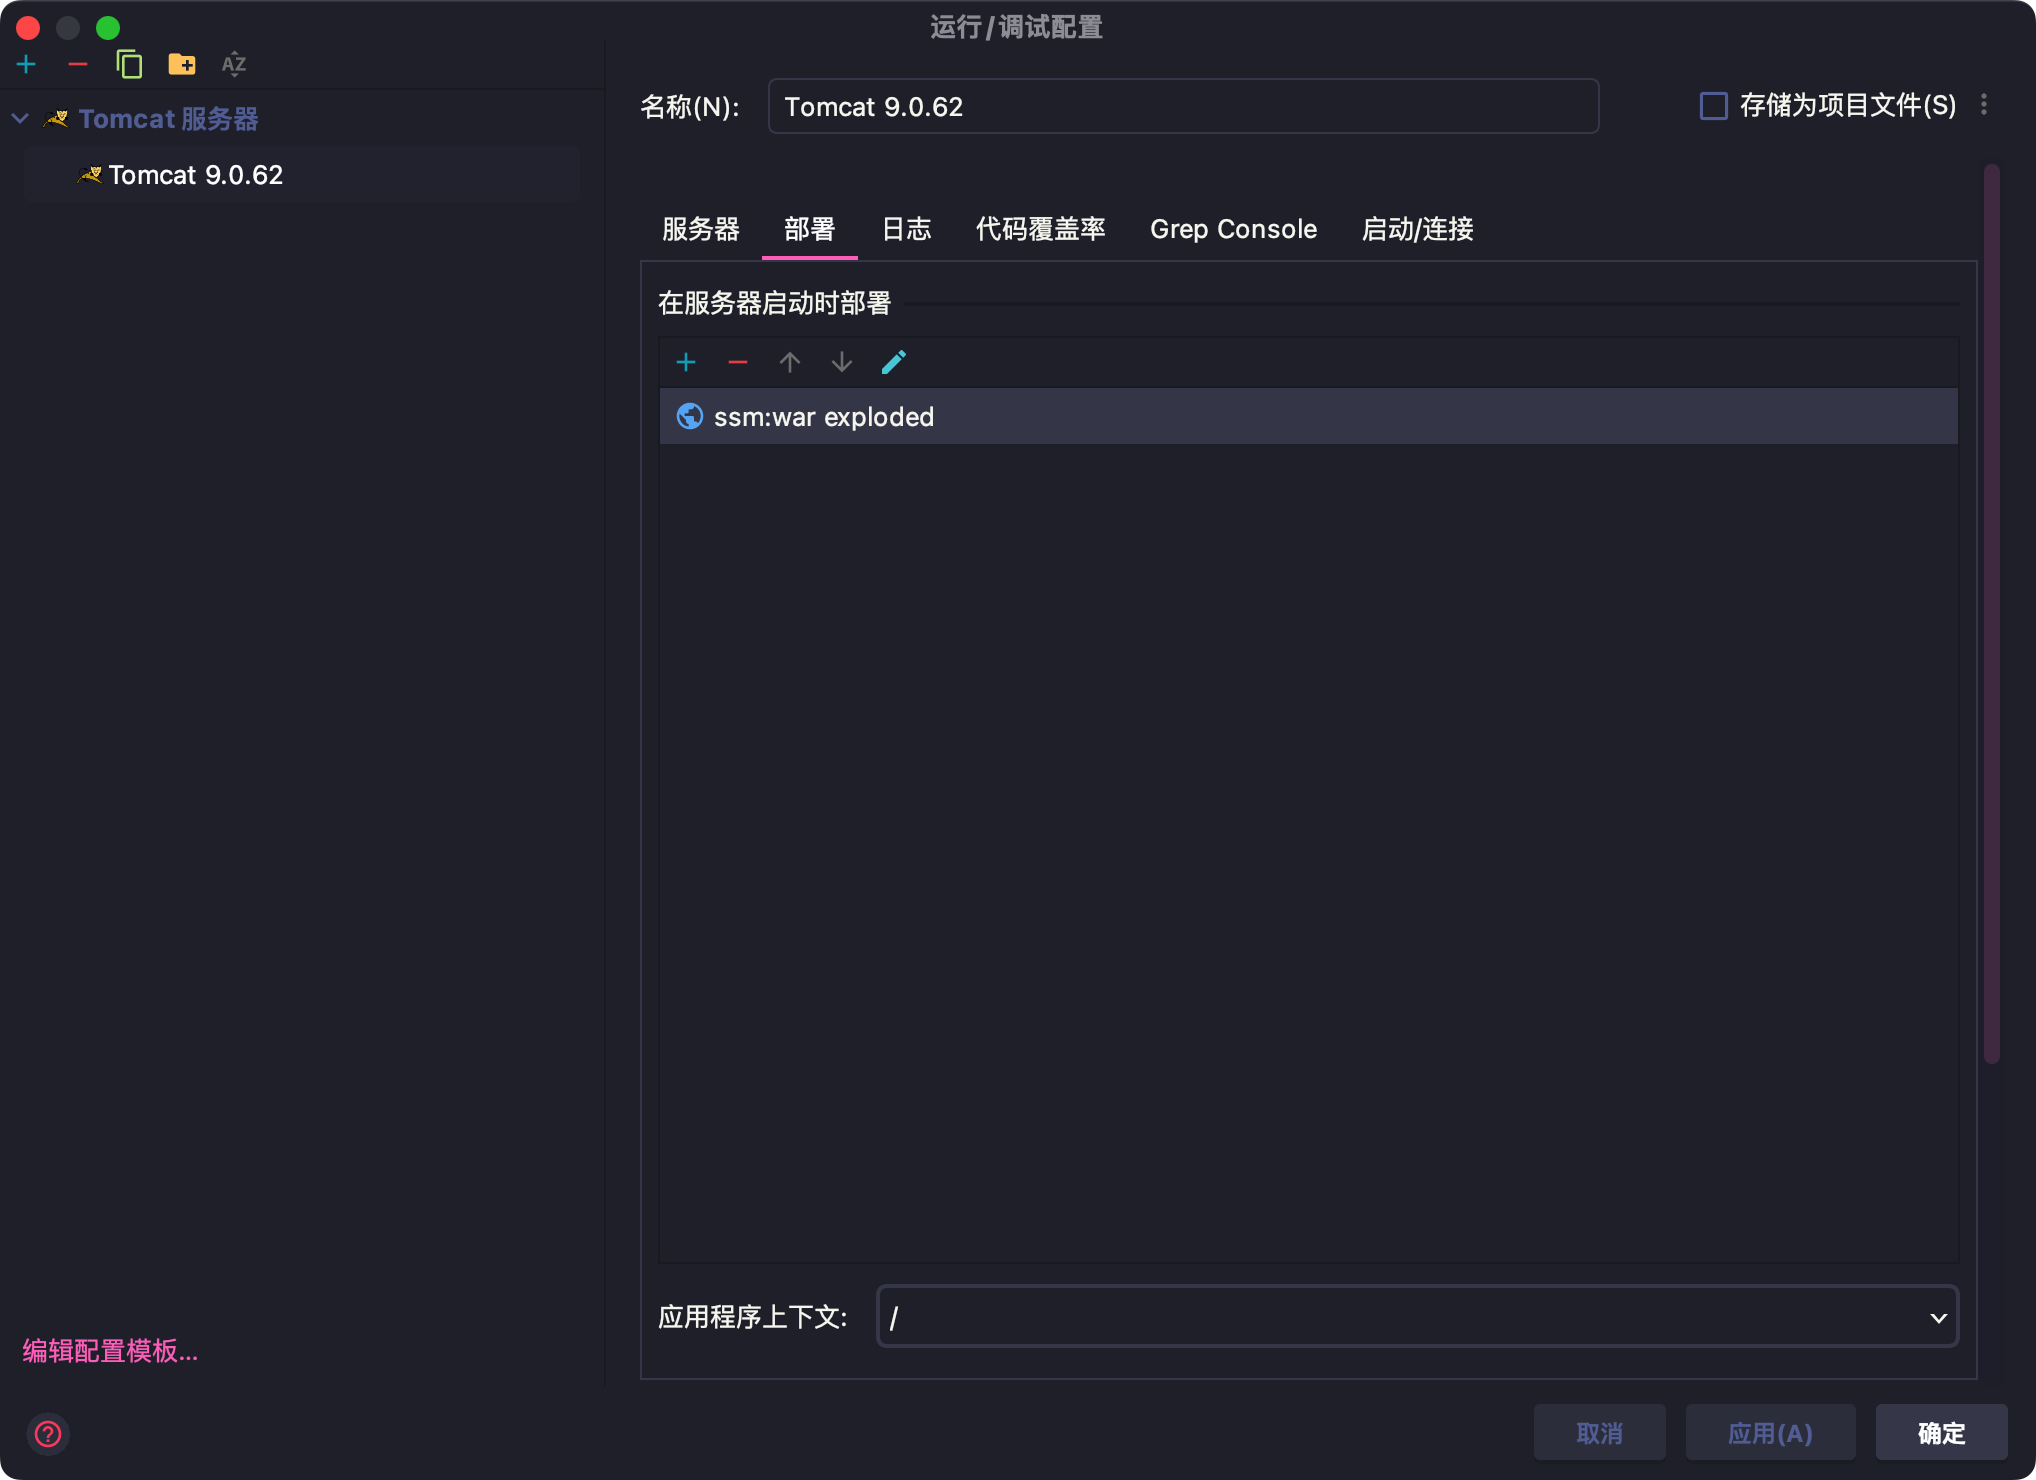 运行/调试配置
AZ
Tomcat 服务器
Tomcat 9.0.62
编辑配置模板...
名称(N):
Tomcat 9.0.62
存储为项目文件(S)
服务器 部署 日志 代码覆盖率 Grep Console 启动/连接
在服务器启动时部署
ssm:war exploded
应用程序上下文:
/
?
取消 应用(A) 确定